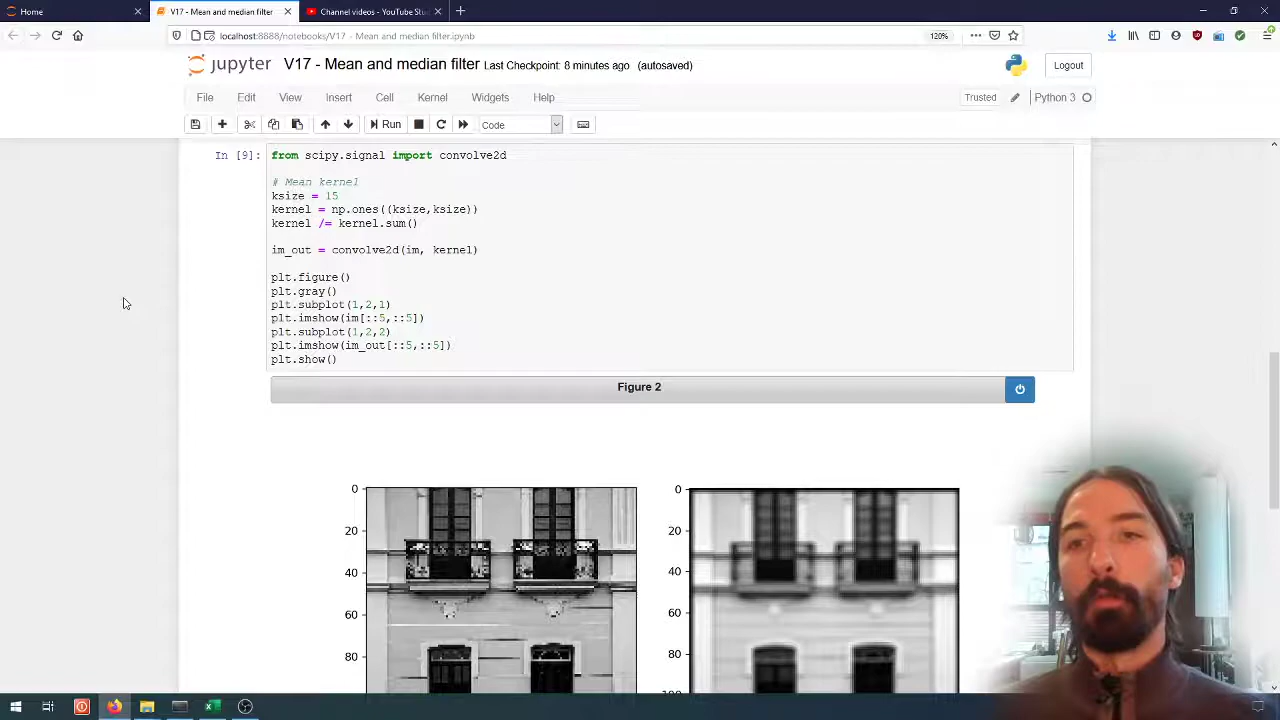 Home
V17 - Mean and median filter
Channel videos - YouTube Stu
localhost:8888/notebooks/V17 - Mean and median filter.ipynb
120%
jupyter V17 - Mean and median filter Last Checkpoint: 8 minutes ago (autosaved)
Logout
File Edit View Insert Cell Kernel Widgets Help
Trusted
Python 3
Run
Code
In [9]:
from scipy.signal import convolve2d
# Mean kernel
ksize = 15
kernel = np.ones((ksize,ksize))
kernel /= kernel.sum()
im_out = convolve2d(im, kernel)
plt.figure()
plt.gray()
plt.subplot(1,2,1)
plt.imshow(im[::5,::5])
plt.subplot(1,2,2)
plt.imshow(im_out[::5,::5])
plt.show()
Figure 2
0 0
20 20
40 40
60 60
80 80